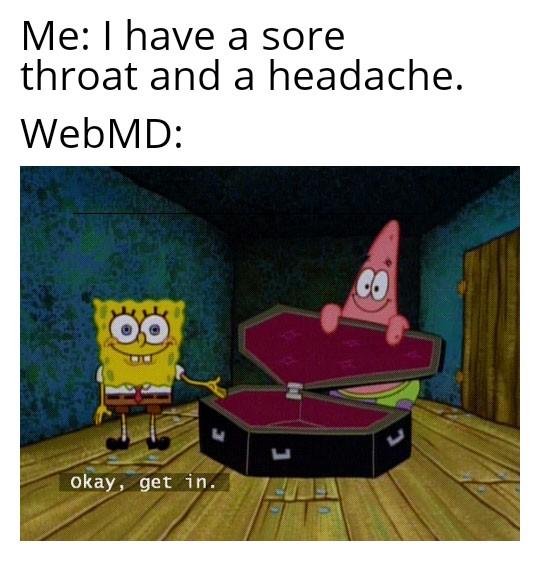 Me: I have a sore
throat and a headache.
WebMD:
Okay, get in.